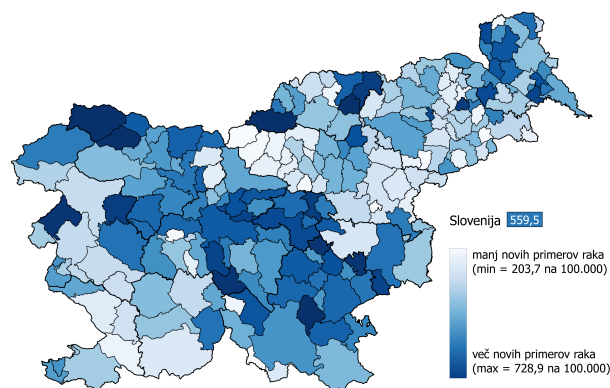 Slovenija 559,5
manj novih primerov raka
(min = 203,7 na 100.000)
več novih primerov raka
(max = 728,9 na 100.000)